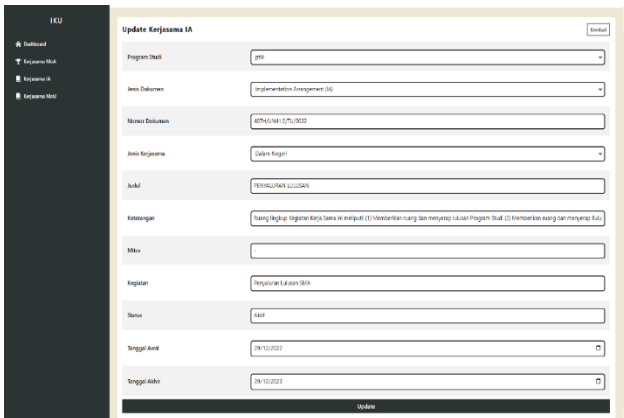 IKU
Dashboard
Kerjasama MoA
Kerjasama IA
Kerjasama MoU
Update Kerjasama IA
Kembali
Program Studi
ptik
Jenis Dokumen
Implementation Arrangement (IA)
Nomor Dokumen
Jenis Kerjasama
Dalam Negeri
Judul
PENYALURAN LULUSAN
Keterangan
Ruang lingkup Kegiatan Kerja Sama ini meliputi: (1) Memberikan ruang dan menyerap lulusan Program Studi (2) Memberikan ruang dan menyerap
Mitra
-
Kegiatan
Penyaluran Lulusan SMA
Status
Aktif
Tanggal Awal
29/12/2022
Tanggal Akhir
29/12/2023
Update